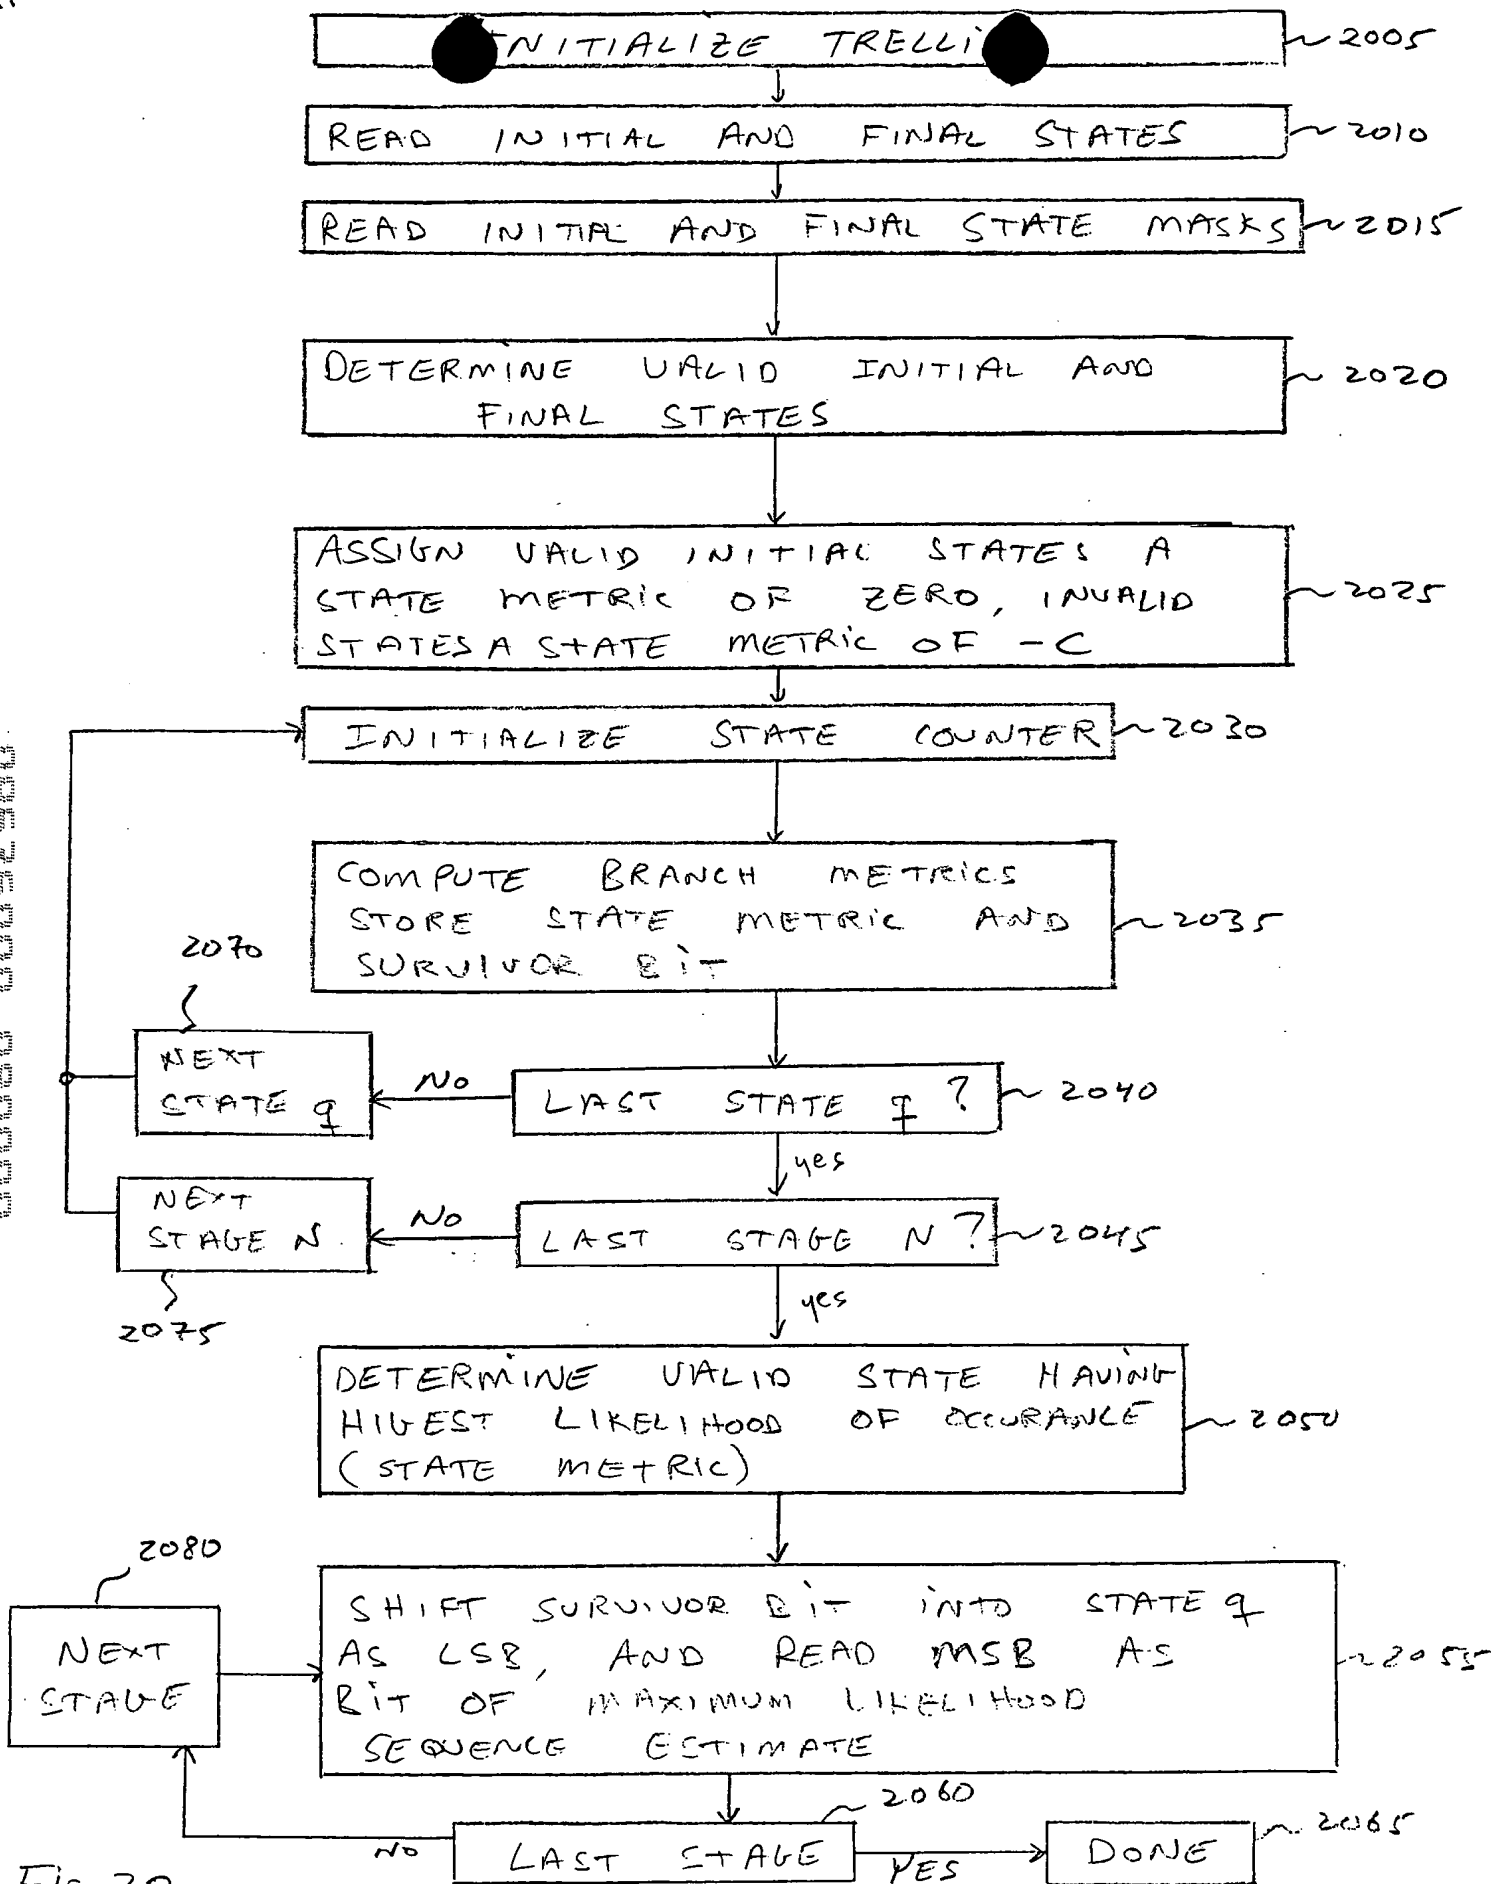 INITIALIZE TRELLI
2005
READ INITIAL AND FINAL STATES
2010
READ INITIAL AND FINAL STATE MASKS
2015
DETERMINE VALID INITIAL AND
FINAL STATES
2020
ASSIGN VALID INITIAL STATES A
STATE METRIC OF ZERO, INVALID
STATES A STATE METRIC OF -C
2025
INITIALIZE STATE COUNTER
2030
COMPUTE BRANCH METRICS
STORE STATE METRIC AND
SURVIVOR BIT
2035
2070
NEXT
STATE q
NO
LAST STATE q ?
2040
yes
NEXT
STAGE N
NO
LAST STAGE N ?
2045
2075
yes
DETERMINE VALID STATE HAVING
HIGEST LIKELIHOOD OF OCCURANCE
(STATE METRIC)
2050
2080
NEXT
STAGE
SHIFT SURVIVOR BIT INTO STATE q
AS LSB, AND READ MSB AS
BIT OF MAXIMUM LIKELIHOOD
SEQUENCE ESTIMATE
2055
2060
NO
LAST STAGE
YES
DONE
2065